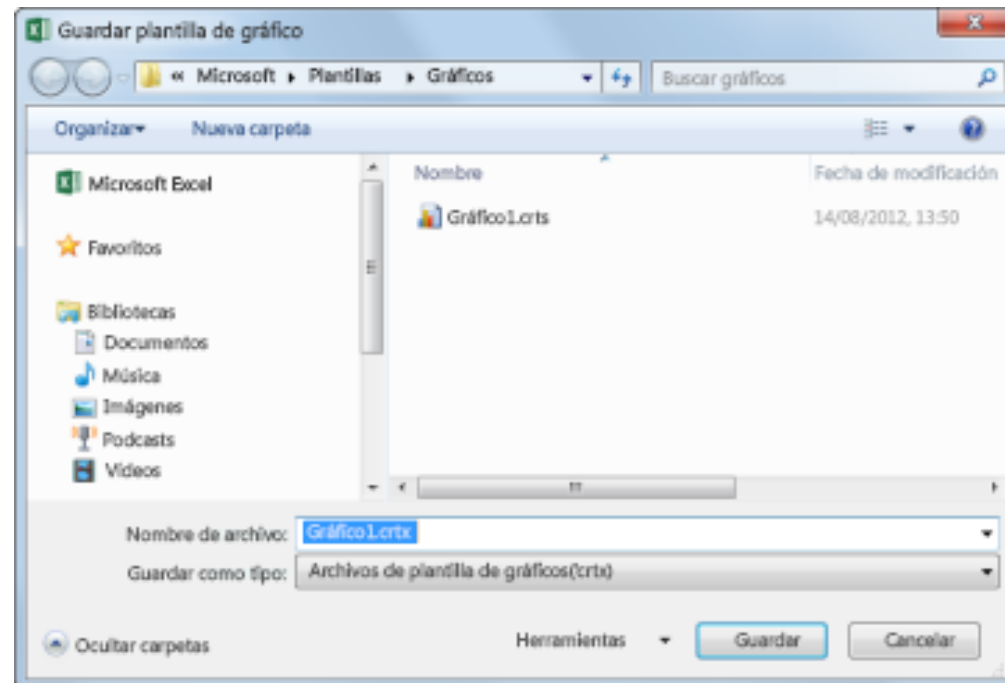 Guardar plantilla de gráfico
« Microsoft ▸ Plantillas ▸ Gráficos
Buscar gráficos
Organizar
Nueva carpeta
Microsoft Excel
Favoritos
Bibliotecas
Documentos
Música
Imágenes
Podcasts
Vídeos
Nombre
Fecha de modificación
Gráfico1.crts
14/08/2012, 13:50
Nombre de archivo: Gráfico1.crtx
Guardar como tipo: Archivos de plantilla de gráficos(*.crtx)
Ocultar carpetas
Herramientas
Guardar
Cancelar